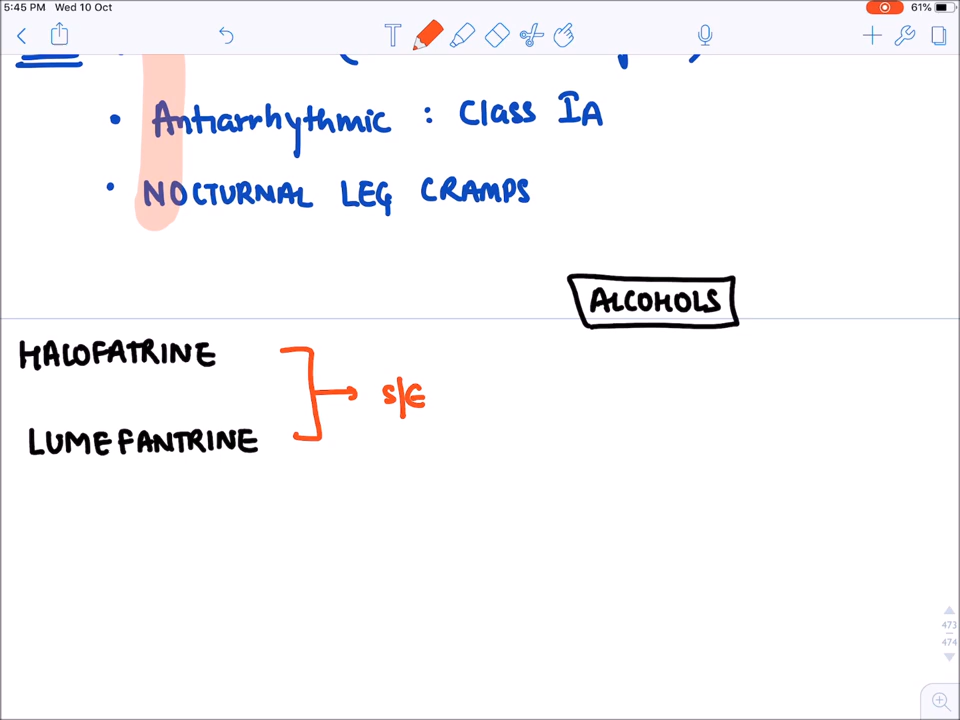 5:45 PM Wed 10 Oct
61%
T
• Antiarrhythmic : Class IA
• NOCTURNAL LEG CRAMPS
ALCOHOLS
HALOFATRINE
S/E
LUMEFANTRINE
473
474